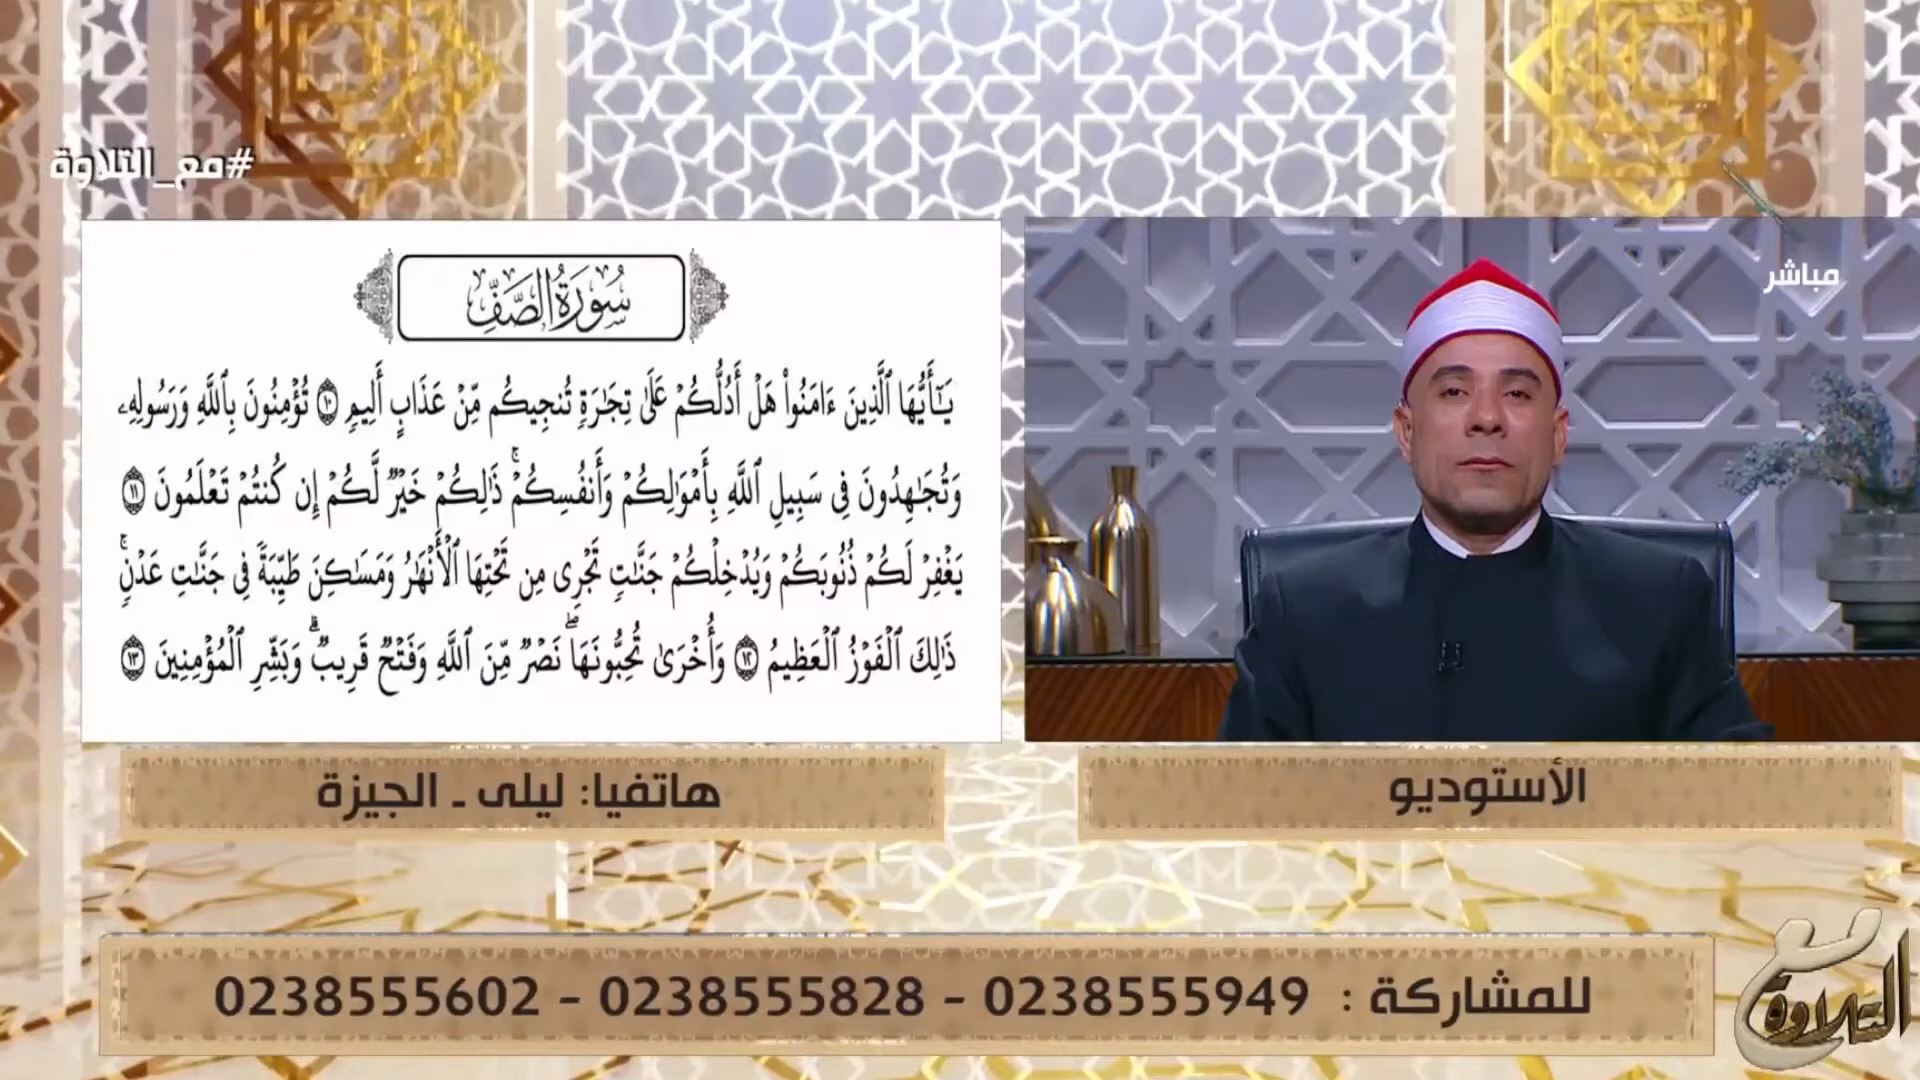 #مع_التلاوة
سُورَةُ الصَّفِّ
مباشر
يَـٰٓأَيُّهَا ٱلَّذِينَ ءَامَنُوا۟ هَلْ أَدُلُّكُمْ عَلَىٰ تِجَـٰرَةٍ تُنجِيكُم مِّنْ عَذَابٍ أَلِيمٍ ١٠ تُؤْمِنُونَ بِٱللَّهِ وَرَسُولِهِۦ
وَتُجَـٰهِدُونَ فِى سَبِيلِ ٱللَّهِ بِأَمْوَٰلِكُمْ وَأَنفُسِكُمْ ۚ ذَٰلِكُمْ خَيْرٌ لَّكُمْ إِن كُنتُمْ تَعْلَمُونَ ١١
يَغْفِرْ لَكُمْ ذُنُوبَكُمْ وَيُدْخِلْكُمْ جَنَّـٰتٍ تَجْرِى مِن تَحْتِهَا ٱلْأَنْهَـٰرُ وَمَسَـٰكِنَ طَيِّبَةً فِى جَنَّـٰتِ عَدْنٍ ۚ
ذَٰلِكَ ٱلْفَوْزُ ٱلْعَظِيمُ ١٢ وَأُخْرَىٰ تُحِبُّونَهَا ۖ نَصْرٌ مِّنَ ٱللَّهِ وَفَتْحٌ قَرِيبٌ ۗ وَبَشِّرِ ٱلْمُؤْمِنِينَ ١٣
الأستوديو
هاتفيا: ليلى - الجيزة
للمشاركة : 0238555949 - 0238555828 - 0238555602
مع التلاوة